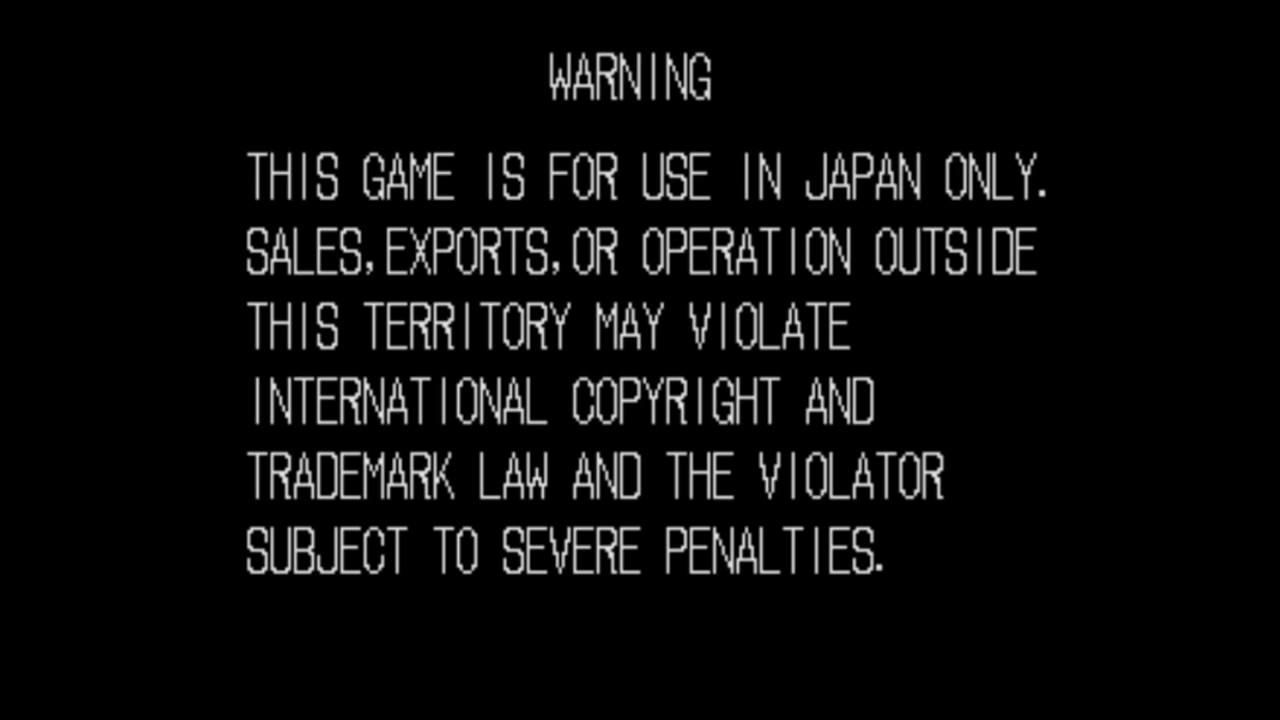 WARNING
THIS GAME IS FOR USE IN JAPAN ONLY.
SALES,EXPORTS,OR OPERATION OUTSIDE
THIS TERRITORY MAY VIOLATE
INTERNATIONAL COPYRIGHT AND
TRADEMARK LAW AND THE VIOLATOR
SUBJECT TO SEVERE PENALTIES.